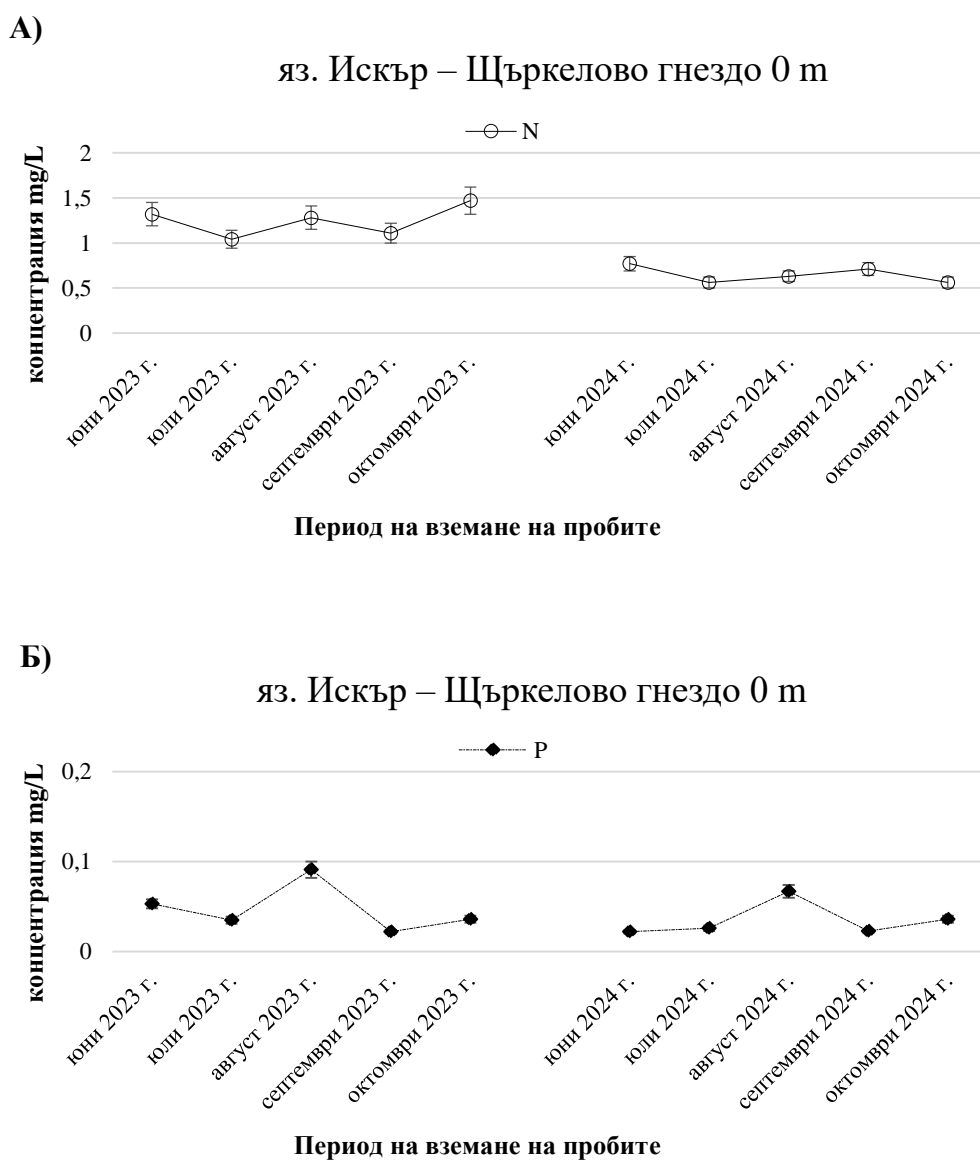 А)
яз. Искър – Щъркелово гнездо 0 m
N
концентрация mg/L
2
1,5
1
0,5
0
юни 2023 г.
юли 2023 г.
август 2023 г.
септември 2023 г.
октомври 2023 г.
юни 2024 г.
юли 2024 г.
август 2024 г.
септември 2024 г.
октомври 2024 г.
Период на вземане на пробите
Б)
яз. Искър – Щъркелово гнездо 0 m
P
концентрация mg/L
0,2
0,1
0
юни 2023 г.
юли 2023 г.
август 2023 г.
септември 2023 г.
октомври 2023 г.
юни 2024 г.
юли 2024 г.
август 2024 г.
септември 2024 г.
октомври 2024 г.
Период на вземане на пробите